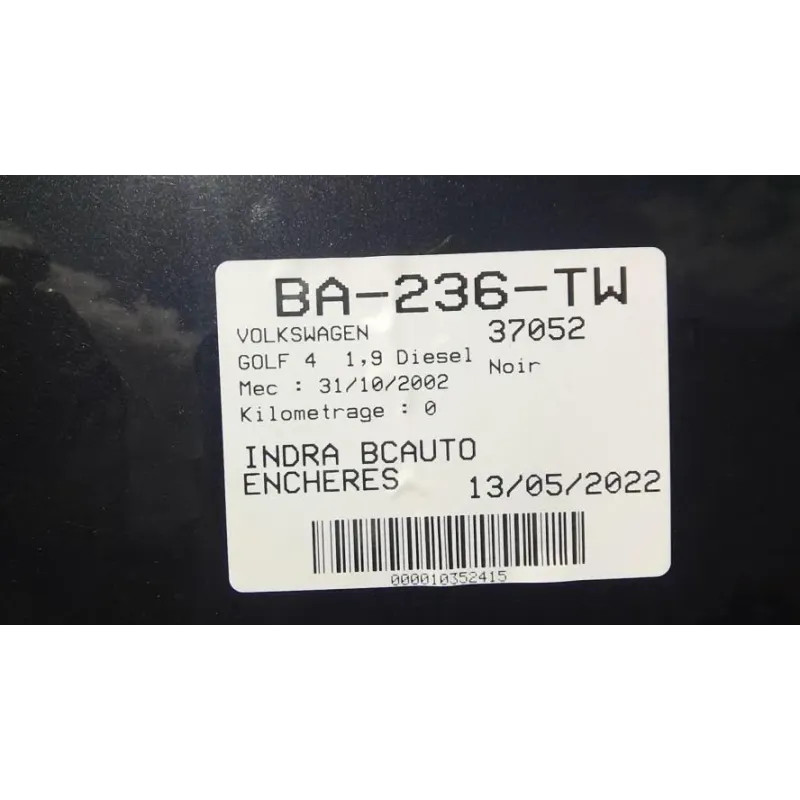 BA-236-TW
VOLKSWAGEN 37052
GOLF 4 1,9 Diesel Noir
Mec : 31/10/2002
Kilometrage : 0
INDRA BCAUTO
ENCHERES 13/05/2022
000010352415